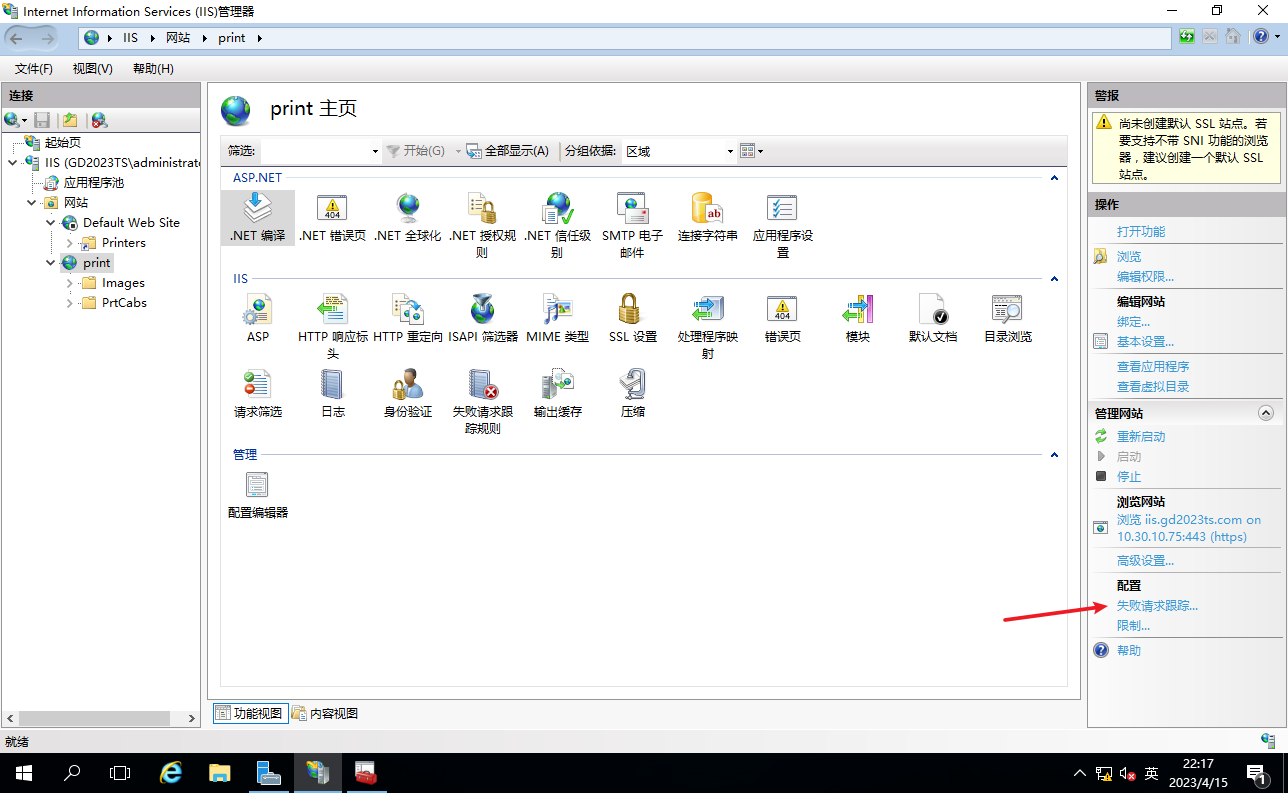 Internet Information Services (IIS)管理器
IIS
网站
print
文件(F)
视图(V)
帮助(H)
连接
起始页
IIS (GD2023TS\administrat
应用程序池
网站
Default Web Site
Printers
print
Images
PrtCabs
print 主页
筛选:
开始(G)
全部显示(A)
分组依据:
区域
ASP.NET
.NET 编译
.NET 错误页
.NET 全球化
.NET 授权规
则
.NET 信任级
别
SMTP 电子
邮件
连接字符串
应用程序设
置
IIS
ASP
HTTP 响应标
头
HTTP 重定向
ISAPI 筛选器
MIME 类型
SSL 设置
处理程序映
射
错误页
模块
默认文档
目录浏览
请求筛选
日志
身份验证
失败请求跟
踪规则
输出缓存
压缩
管理
配置编辑器
功能视图
内容视图
警报
尚未创建默认 SSL 站点。若
要支持不带 SNI 功能的浏览
器，建议创建一个默认 SSL
站点。
操作
打开功能
浏览
编辑权限...
编辑网站
绑定...
基本设置...
查看应用程序
查看虚拟目录
管理网站
重新启动
启动
停止
浏览网站
浏览 iis.gd2023ts.com on
10.30.10.75:443 (https)
高级设置...
配置
失败请求跟踪...
限制...
帮助
就绪
英
22:17
2023/4/15
1